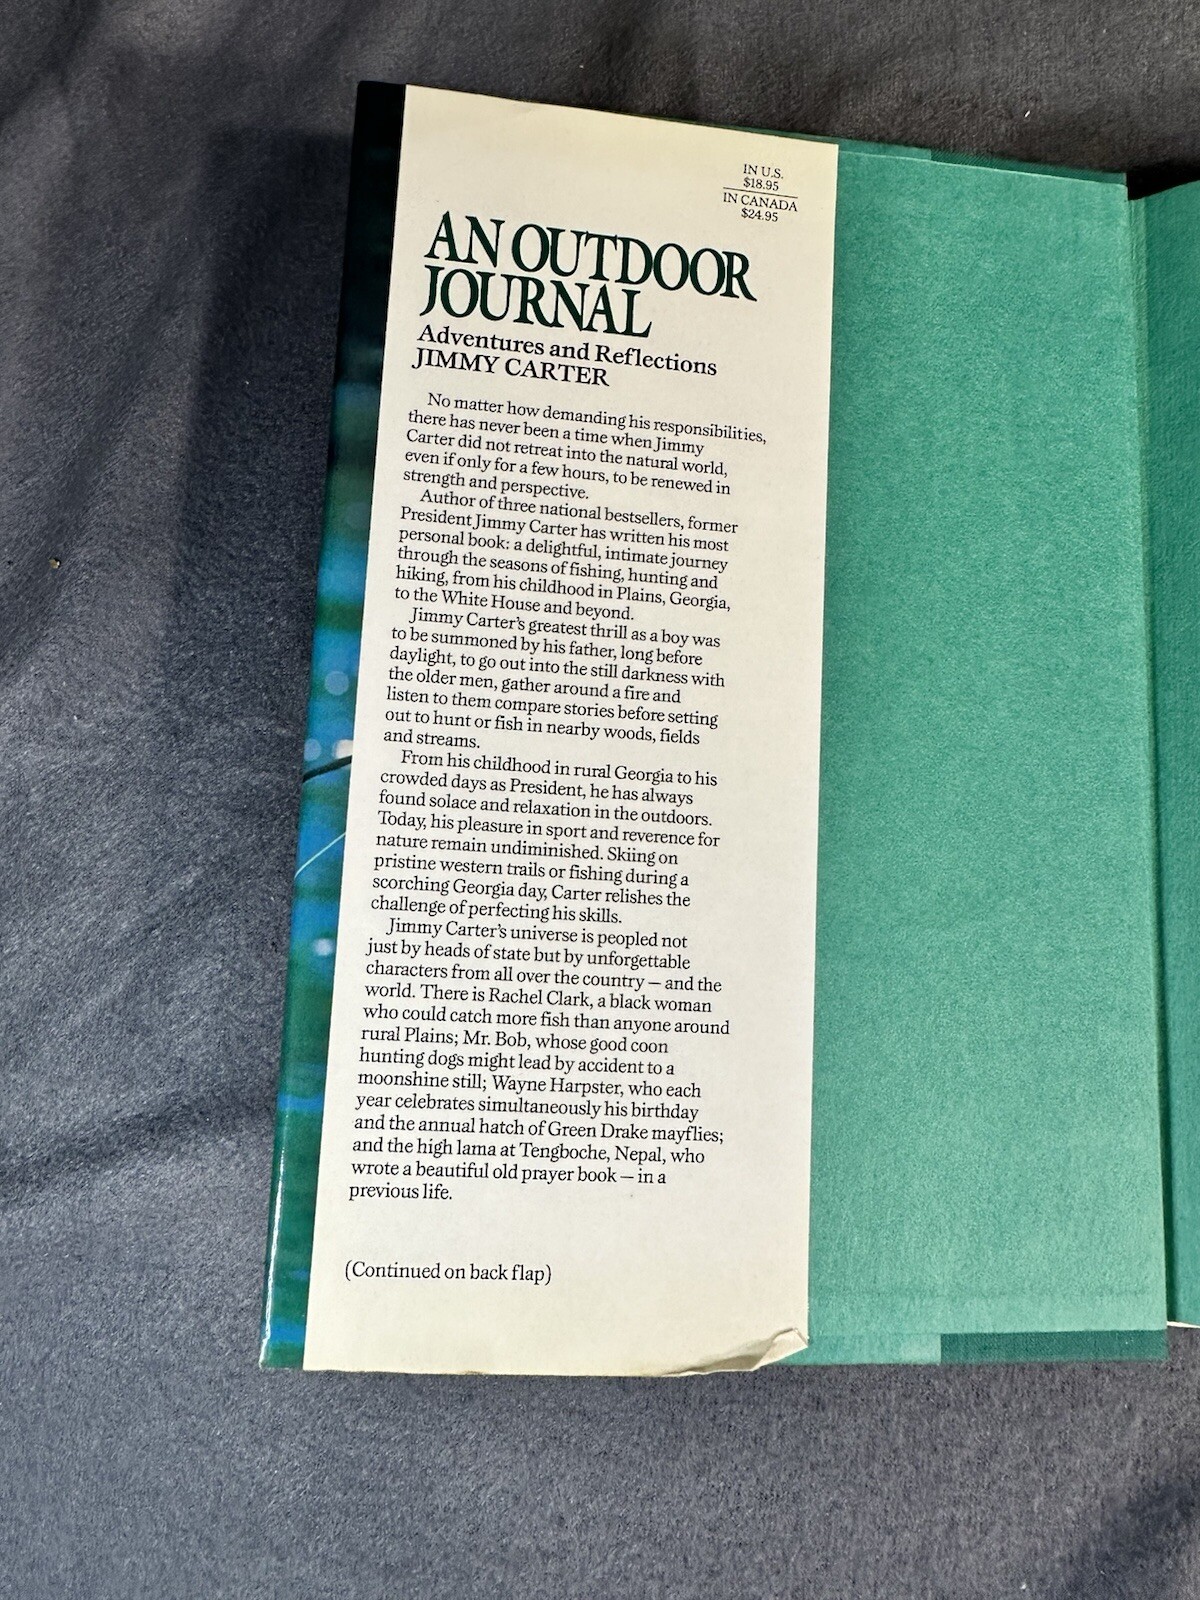 IN U.S.
$18.95
IN CANADA
$24.95
AN OUTDOOR
JOURNAL
Adventures and Reflections
JIMMY CARTER
No matter how demanding his responsibilities,
there has never been a time when Jimmy
Carter did not retreat into the natural world,
even if only for a few hours, to be renewed in
strength and perspective.
Author of three national bestsellers, former
President Jimmy Carter has written his most
personal book: a delightful, intimate journey
through the seasons of fishing, hunting and
hiking, from his childhood in Plains, Georgia,
to the White House and beyond.
Jimmy Carter's greatest thrill as a boy was
to be summoned by his father, long before
daylight, to go out into the still darkness with
the older men, gather around a fire and
listen to them compare stories before setting
out to hunt or fish in nearby woods, fields
and streams.
From his childhood in rural Georgia to his
crowded days as President, he has always
found solace and relaxation in the outdoors.
Today, his pleasure in sport and reverence for
nature remain undiminished. Skiing on
pristine western trails or fishing during a
scorching Georgia day, Carter relishes the
challenge of perfecting his skills.
Jimmy Carter's universe is peopled not
just by heads of state but by unforgettable
characters from all over the country — and the
world. There is Rachel Clark, a black woman
who could catch more fish than anyone around
rural Plains; Mr. Bob, whose good coon
hunting dogs might lead by accident to a
moonshine still; Wayne Harpster, who each
year celebrates simultaneously his birthday
and the annual hatch of Green Drake mayflies;
and the high lama at Tengboche, Nepal, who
wrote a beautiful old prayer book — in a
previous life.
(Continued on back flap)